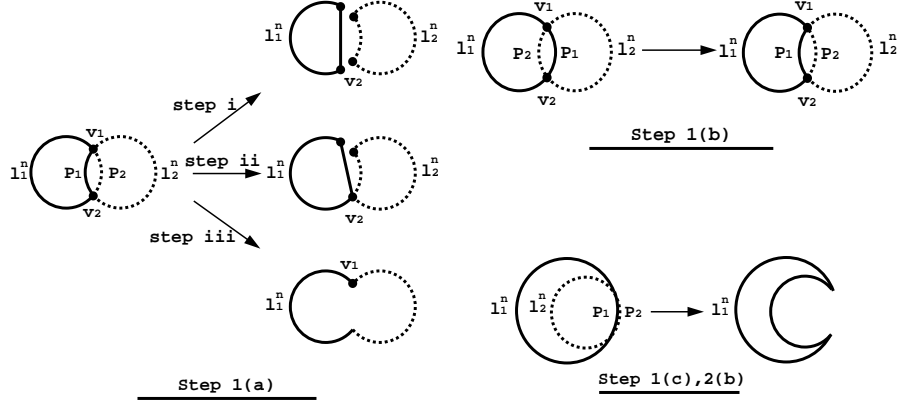 l₁ⁿ
l₂ⁿ
v₂
step i
v₁
l₁ⁿ
P₁
P₂
l₂ⁿ
v₂
step ii
l₁ⁿ
l₂ⁿ
v₂
step iii
v₁
l₁ⁿ
Step 1(a)
v₁
l₁ⁿ
P₂
P₁
l₂ⁿ
v₂
v₁
l₁ⁿ
P₁
P₂
l₂ⁿ
v₂
Step 1(b)
l₁ⁿ
l₂ⁿ
P₁
P₂
l₁ⁿ
Step 1(c),2(b)